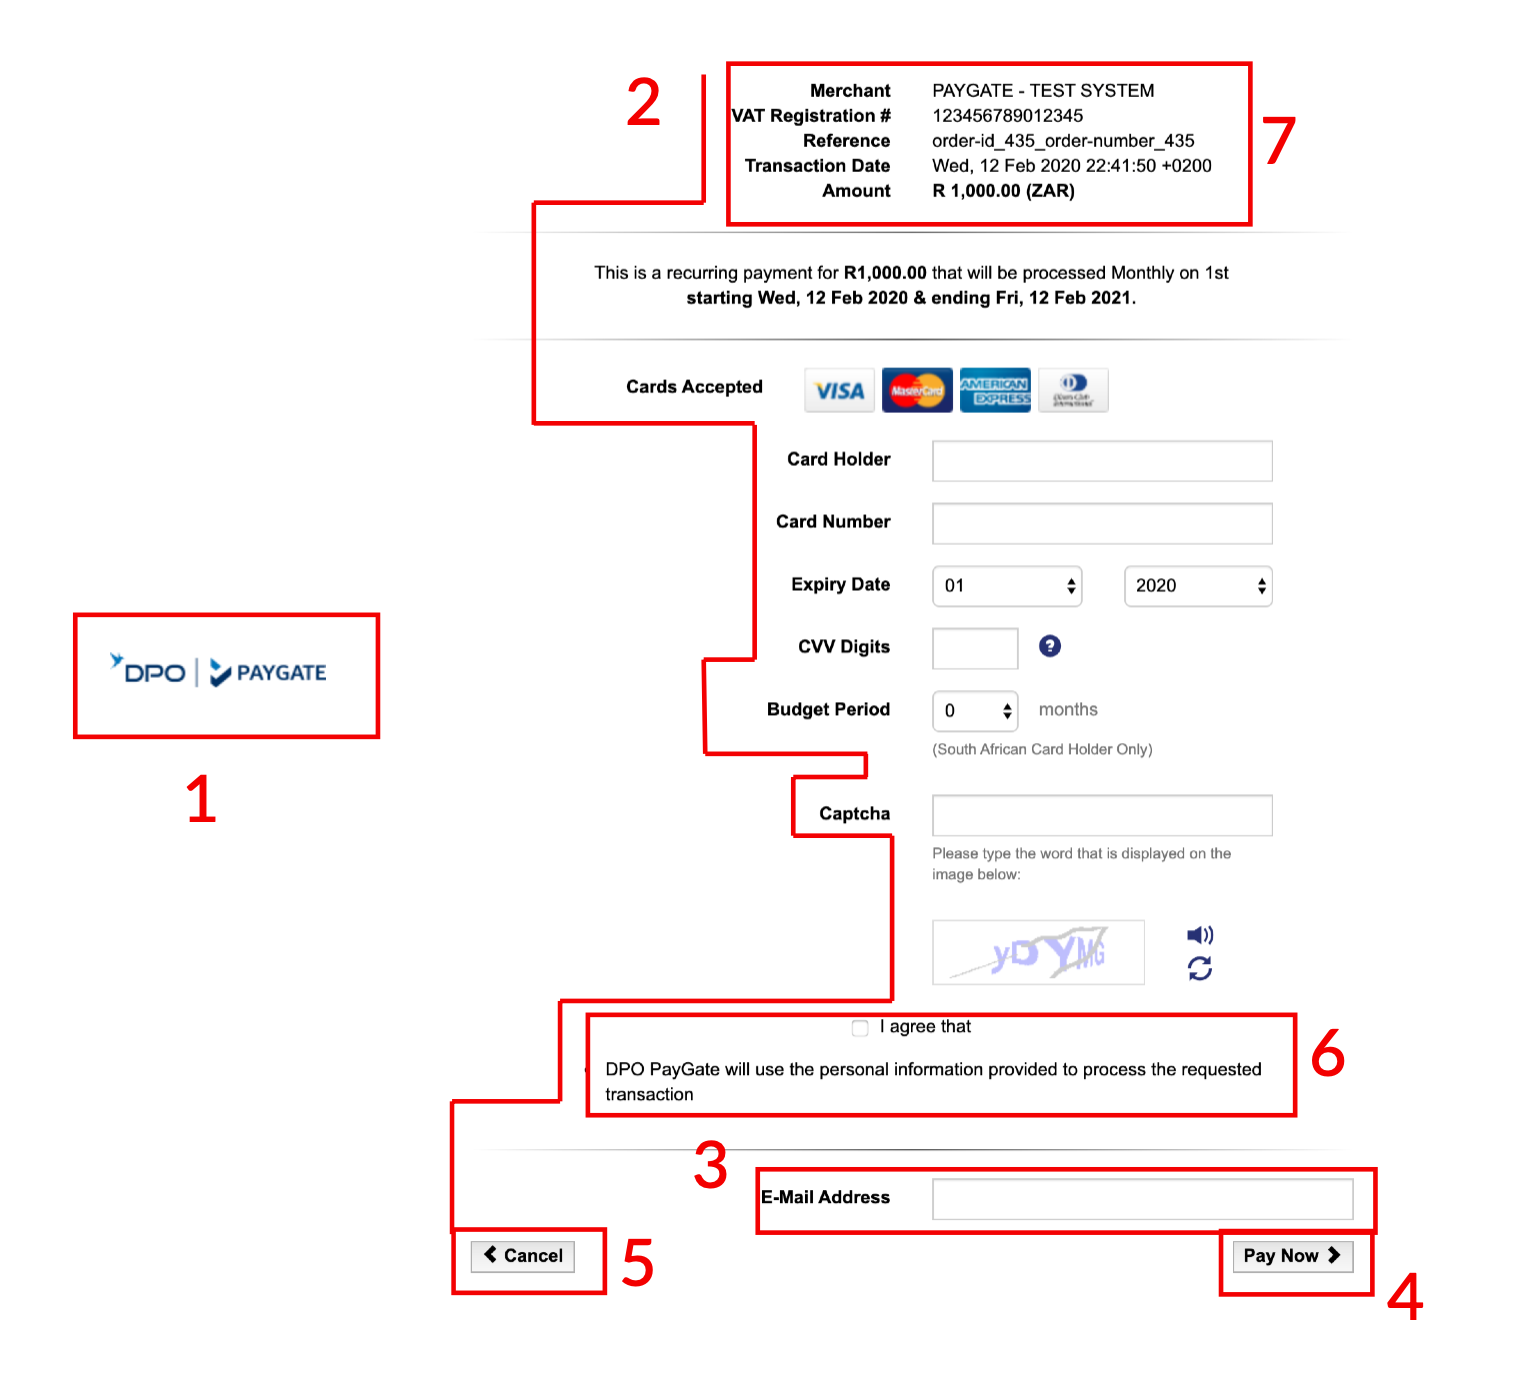 2
Merchant PAYGATE - TEST SYSTEM
VAT Registration # 123456789012345
Reference order-id_435_order-number_435
Transaction Date Wed, 12 Feb 2020 22:41:50 +0200
Amount R 1,000.00 (ZAR)
7
This is a recurring payment for R1,000.00 that will be processed Monthly on 1st
starting Wed, 12 Feb 2020 & ending Fri, 12 Feb 2021.
Cards Accepted VISA MasterCard AMERICAN EXPRESS Diners Club International
Card Holder
Card Number
Expiry Date 01 2020
CVV Digits ?
DPO | PAYGATE
1
Budget Period 0 months
(South African Card Holder Only)
Captcha
Please type the word that is displayed on the
image below:
yDYMG
I agree that
6
DPO PayGate will use the personal information provided to process the requested
transaction
3
E-Mail Address
Cancel
5
Pay Now
4